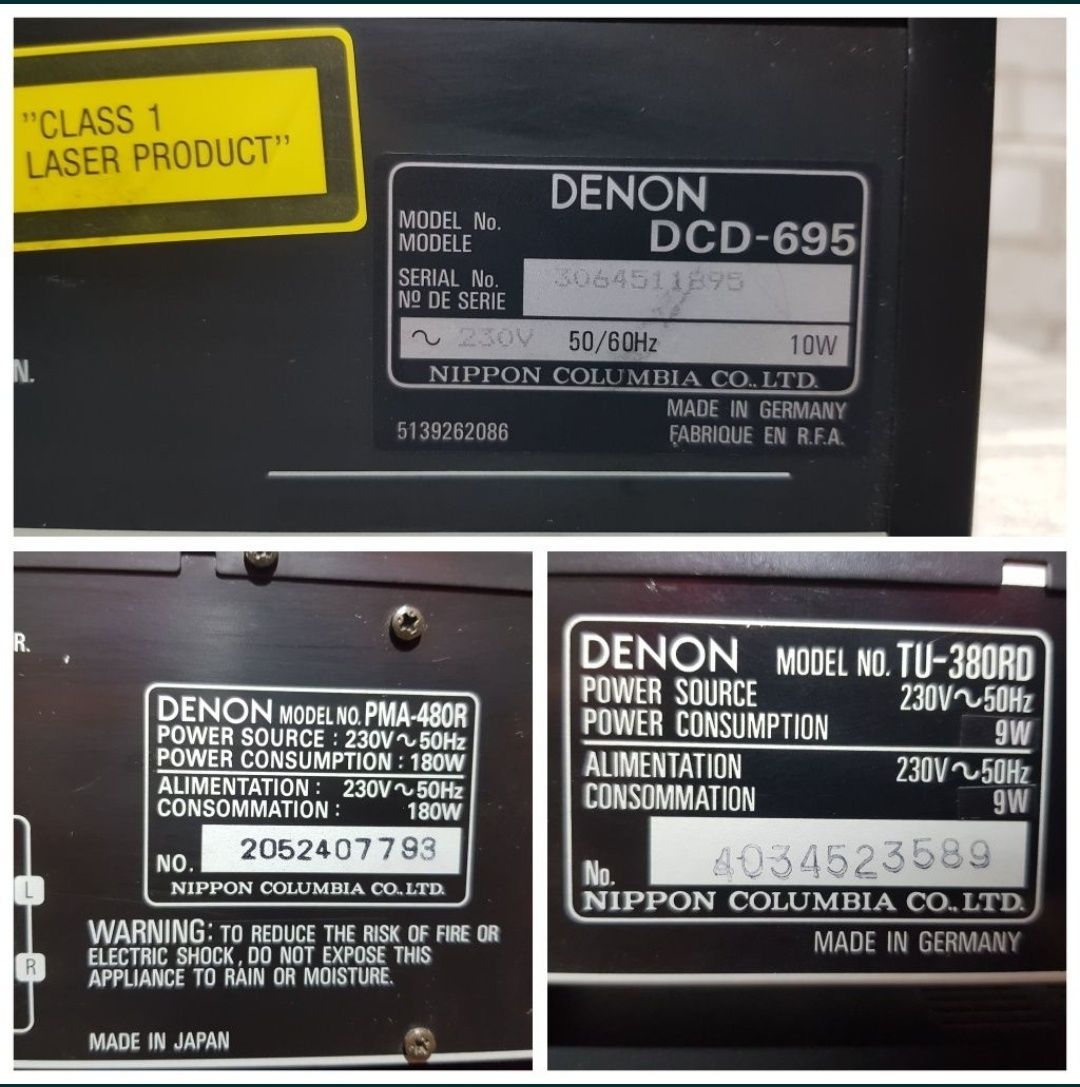 "CLASS 1
LASER PRODUCT"
N.
DENON
MODEL No.
MODELE
DCD-695
SERIAL No.
Nº DE SERIE
3064511895
~ 230V 50/60Hz 10W
NIPPON COLUMBIA CO., LTD.
MADE IN GERMANY
5139262086
FABRIQUE EN R.F.A.
R.
DENON MODEL NO. PMA-480R
POWER SOURCE : 230V ~ 50Hz
POWER CONSUMPTION : 180W
ALIMENTATION : 230V ~ 50Hz
CONSOMMATION : 180W
NO. 2052407793
NIPPON COLUMBIA CO., LTD.
L
R
WARNING: TO REDUCE THE RISK OF FIRE OR
ELECTRIC SHOCK, DO NOT EXPOSE THIS
APPLIANCE TO RAIN OR MOISTURE.
MADE IN JAPAN
DENON MODEL NO. TU-380RD
POWER SOURCE 230V ~ 50Hz
POWER CONSUMPTION 9W
ALIMENTATION 230V ~ 50Hz
CONSOMMATION 9W
No. 4034523589
NIPPON COLUMBIA CO., LTD.
MADE IN GERMANY